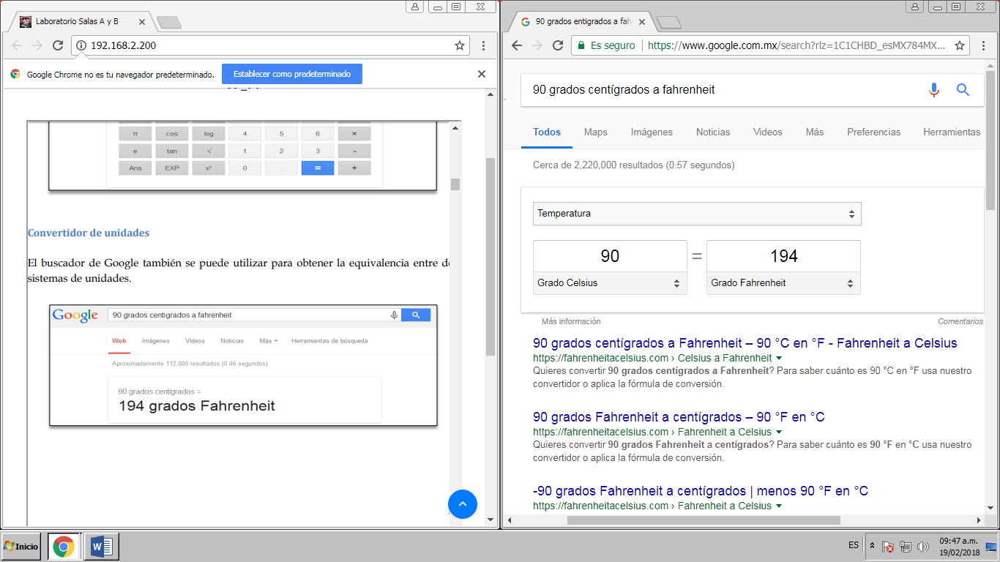 Laboratorio Salas A y B
192.168.2.200
Google Chrome no es tu navegador predeterminado.
Establecer como predeterminado
π cos log 4 5 6 ×
e tan √ 1 2 3 -
Ans EXP xʸ 0 . = +
Convertidor de unidades
El buscador de Google también se puede utilizar para obtener la equivalencia entre
sistemas de unidades.
Google
90 grados centigrados a fahrenheit
Web Imágenes Vídeos Noticias Más Herramientas de búsqueda
Aproximadamente 112,000 resultados (0.46 segundos)
90 grados centígrados =
194 grados Fahrenheit
90 grados entigrados a fah
Es seguro https://www.google.com.mx/search?rlz=1C1CHBD_esMX784MX...
90 grados centígrados a fahrenheit
Todos Maps Imágenes Noticias Videos Más Preferencias Herramientas
Cerca de 2,220,000 resultados (0.57 segundos)
Temperatura
90 = 194
Grado Celsius Grado Fahrenheit
Más información Comentarios
90 grados centígrados a Fahrenheit – 90 °C en °F - Fahrenheit a Celsius
https://fahrenheitacelsius.com › Celsius a Fahrenheit
Quieres convertir 90 grados centígrados a Fahrenheit? Para saber cuánto es 90 °C en °F usa nuestro
convertidor o aplica la fórmula de conversión.
90 grados Fahrenheit a centígrados – 90 °F en °C
https://fahrenheitacelsius.com › Fahrenheit a Celsius
Quieres convertir 90 grados Fahrenheit a centígrados? Para saber cuánto es 90 °F en °C usa nuestro
convertidor o aplica la fórmula de conversión.
-90 grados Fahrenheit a centígrados | menos 90 °F en °C
https://fahrenheitacelsius.com › Fahrenheit a Celsius
Inicio
ES
09:47 a.m.
19/02/2018